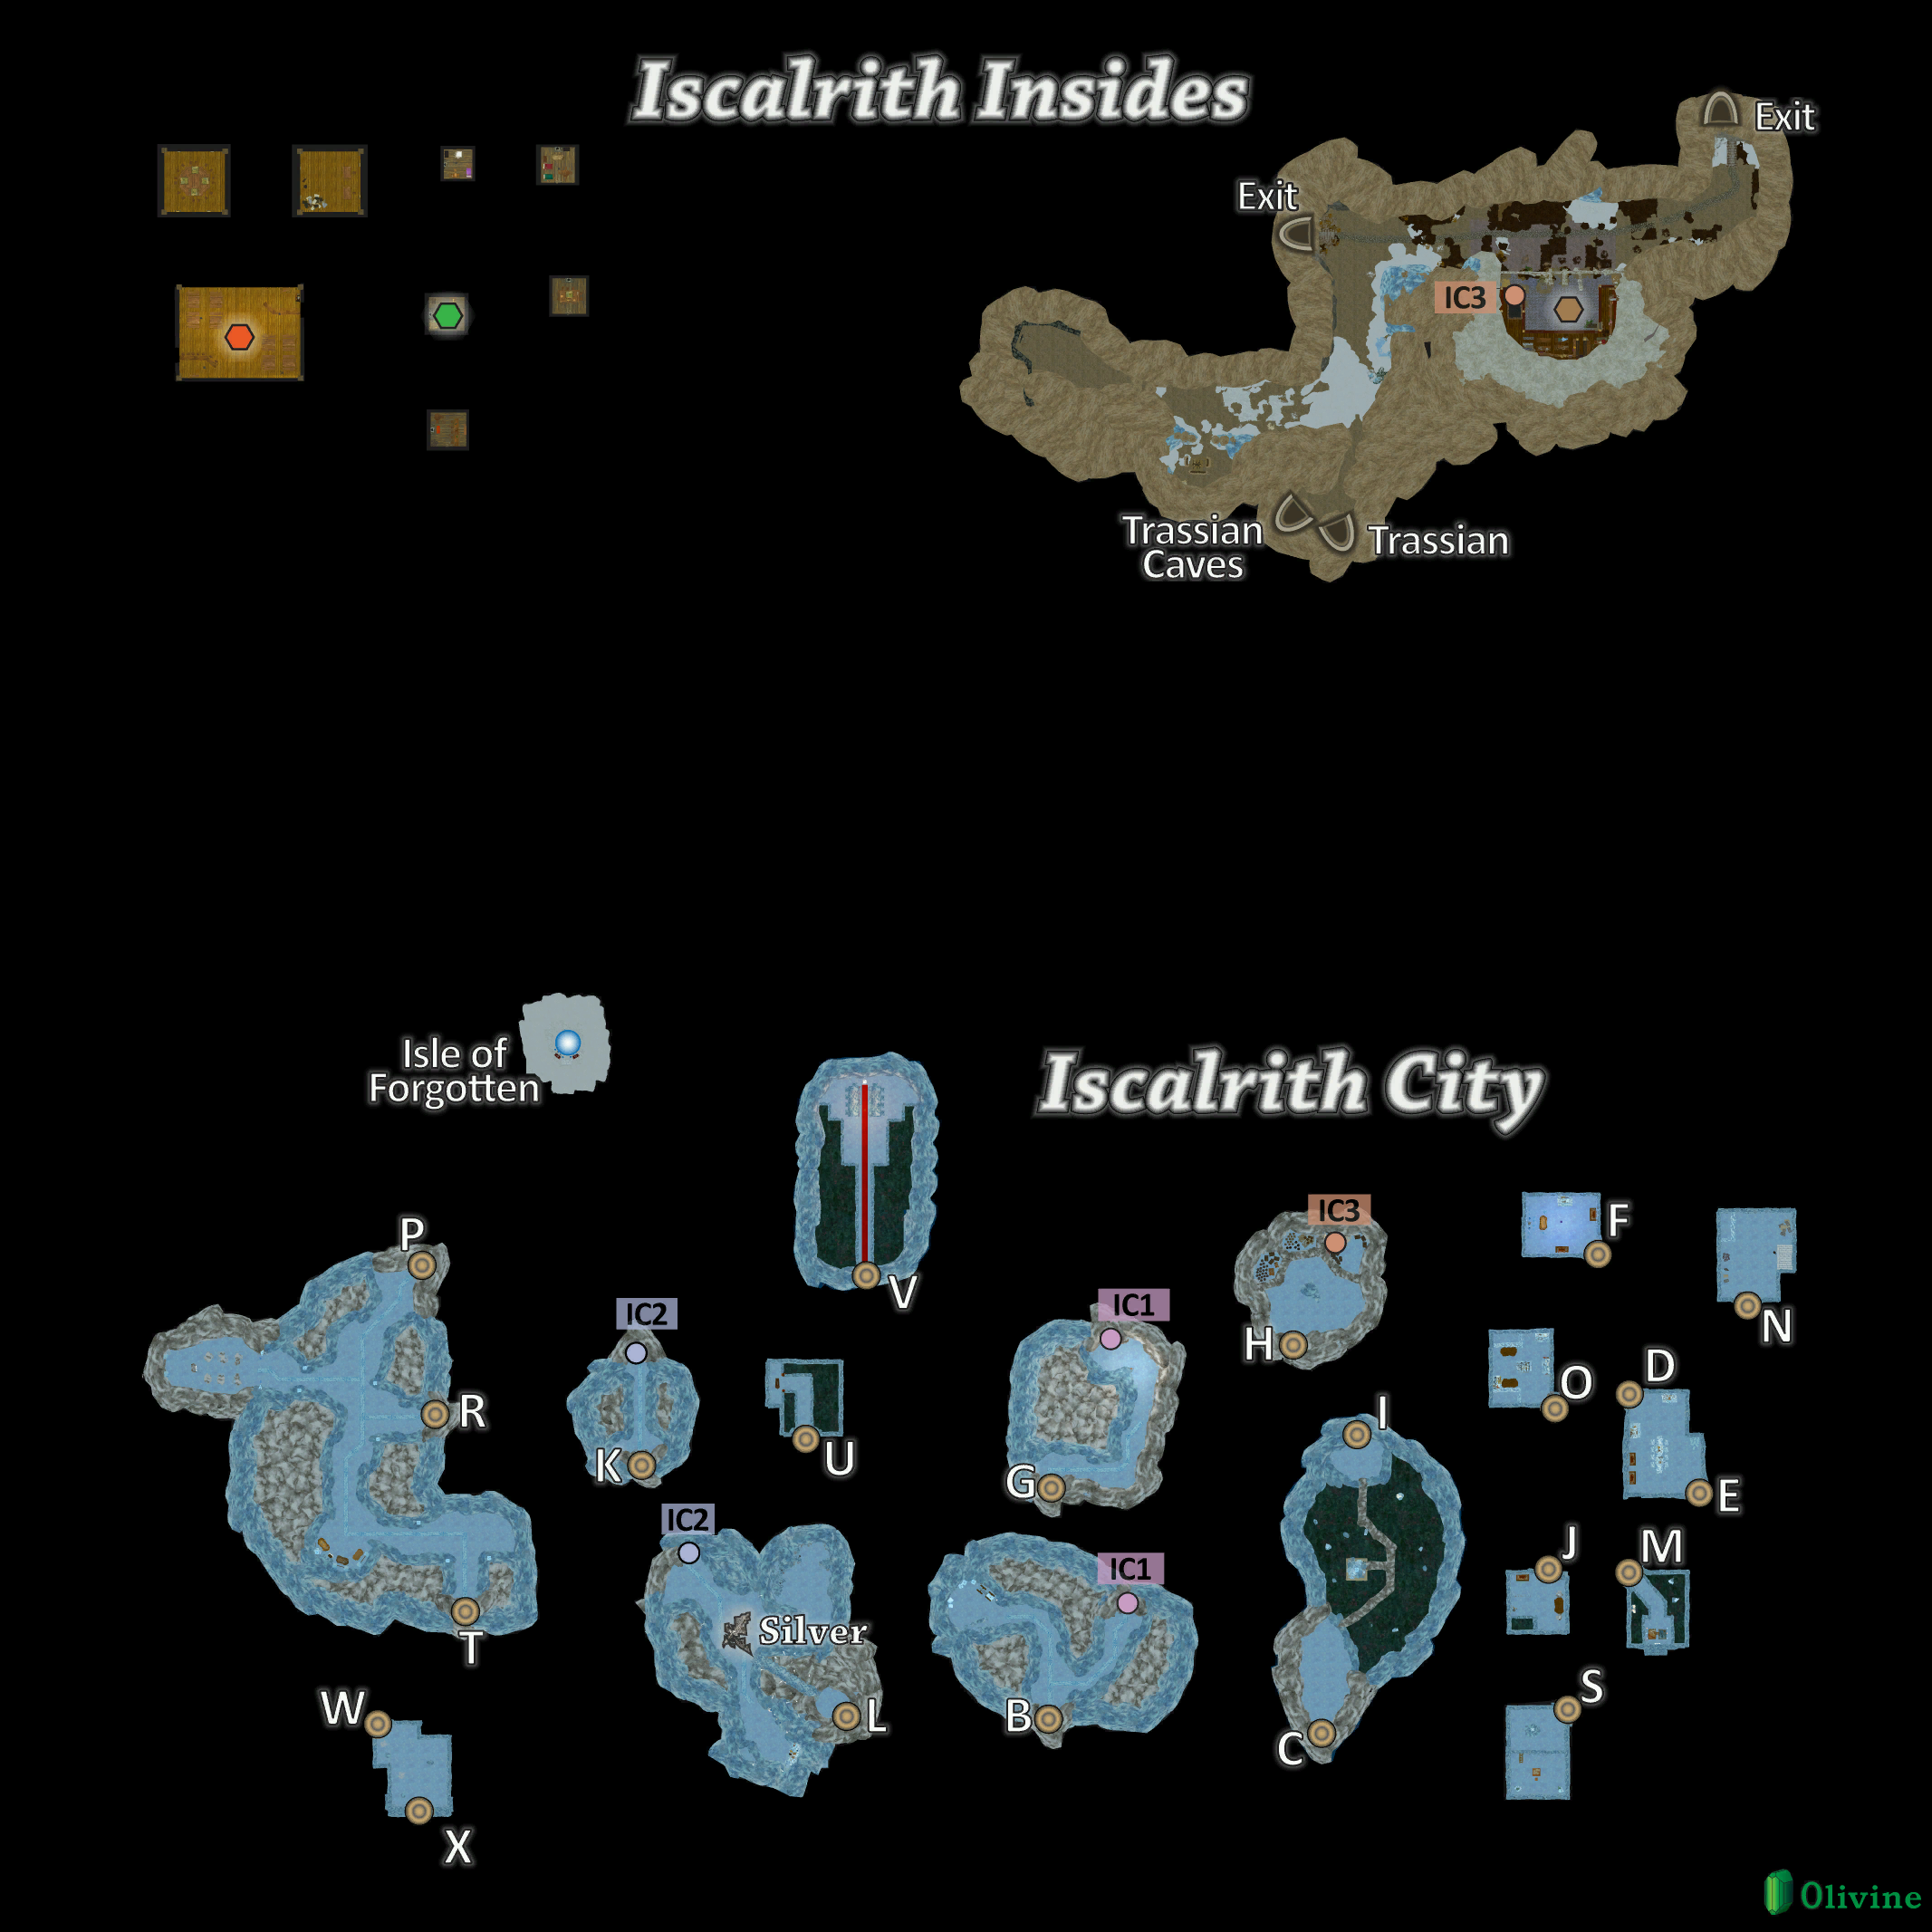 Iscalrith Insides
Exit
Exit
IC3
Trassian
Caves
Trassian
Isle of
Forgotten
Iscalrith City
P
V
IC2
IC1
IC3
F
N
H
R
K
U
G
I
O
D
E
T
IC2
Silver
L
IC1
B
C
J
M
S
W
X
Olivine